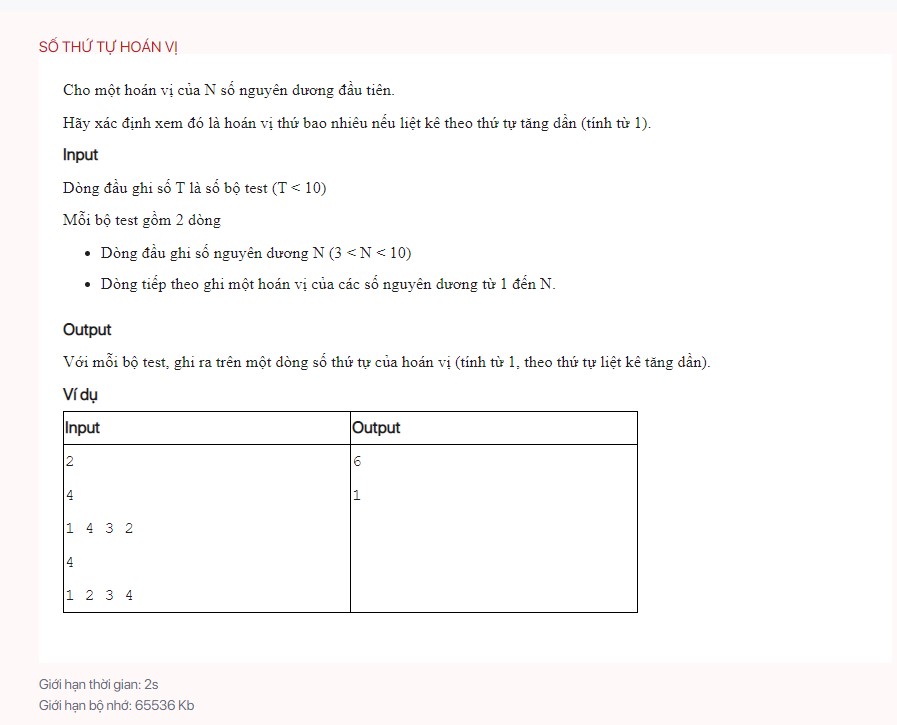 SỐ THỨ TỰ HOÁN VỊ
Cho một hoán vị của N số nguyên dương đầu tiên.
Hãy xác định xem đó là hoán vị thứ bao nhiêu nếu liệt kê theo thứ tự tăng dần (tính từ 1).
Input
Dòng đầu ghi số T là số bộ test (T < 10)
Mỗi bộ test gồm 2 dòng
• Dòng đầu ghi số nguyên dương N (3 < N < 10)
• Dòng tiếp theo ghi một hoán vị của các số nguyên dương từ 1 đến N.
Output
Với mỗi bộ test, ghi ra trên một dòng số thứ tự của hoán vị (tính từ 1, theo thứ tự liệt kê tăng dần).
Ví dụ
Input Output
2 6
4 1
1 4 3 2
4
1 2 3 4
Giới hạn thời gian: 2s
Giới hạn bộ nhớ: 65536 Kb